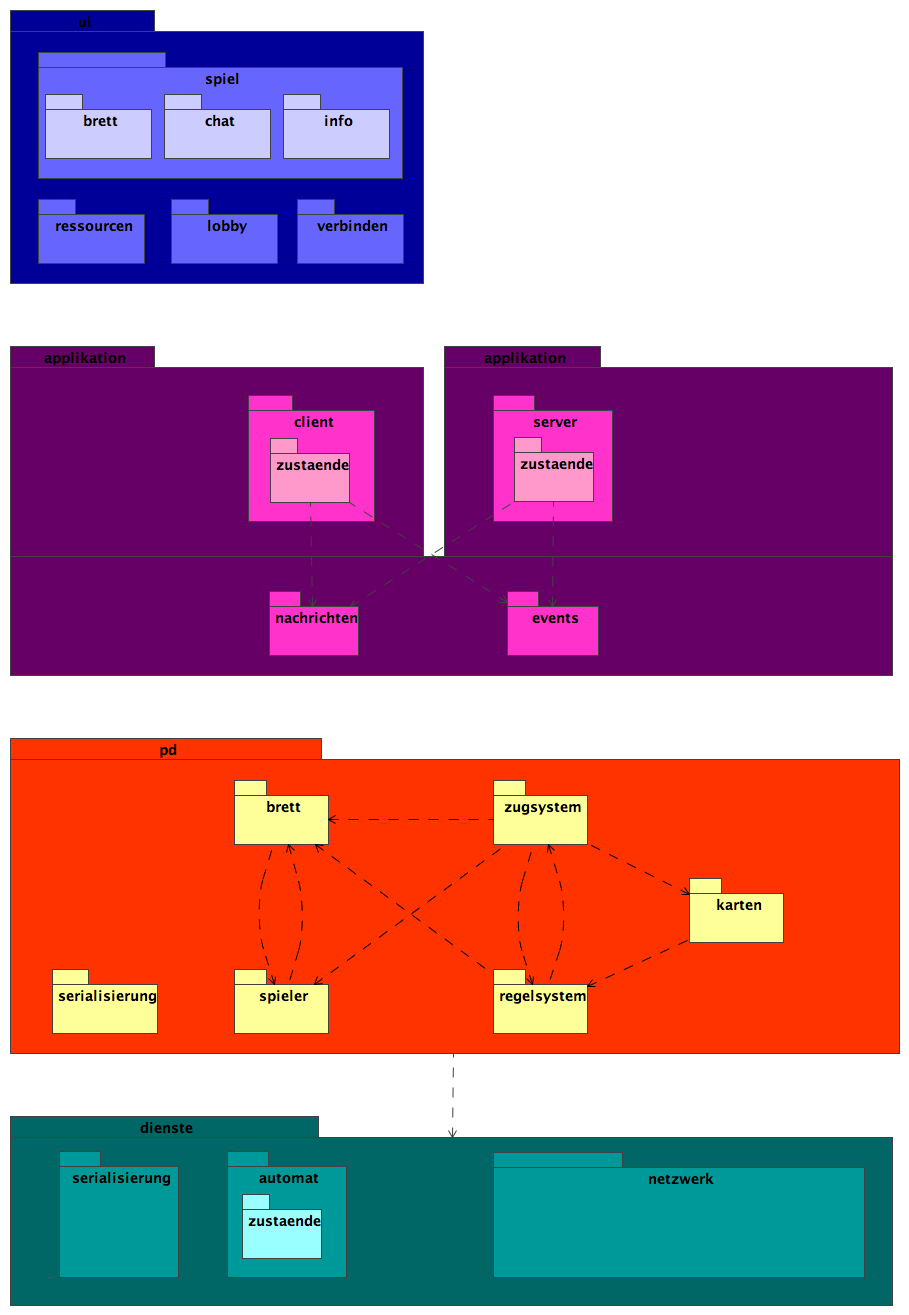 ui
spiel
brett
chat
info
ressourcen
lobby
verbinden
applikation
applikation
client
server
zustaende
zustaende
nachrichten
events
pd
brett
zugsystem
karten
serialisierung
spieler
regelsystem
dienste
serialisierung
automat
netzwerk
zustaende